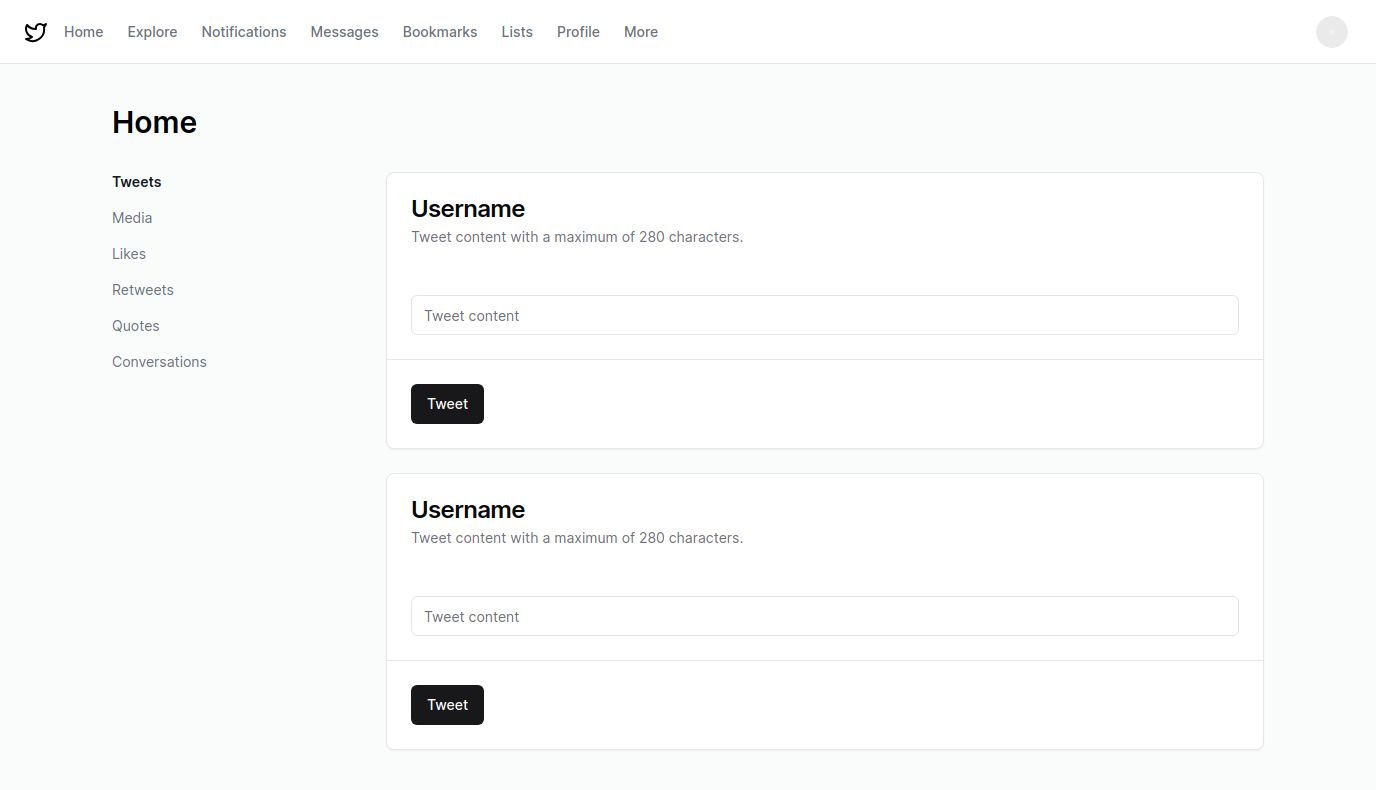 Home Explore Notifications Messages Bookmarks Lists Profile More
Home
Tweets
Media
Likes
Retweets
Quotes
Conversations
Username
Tweet content with a maximum of 280 characters.
Tweet content
Tweet
Username
Tweet content with a maximum of 280 characters.
Tweet content
Tweet